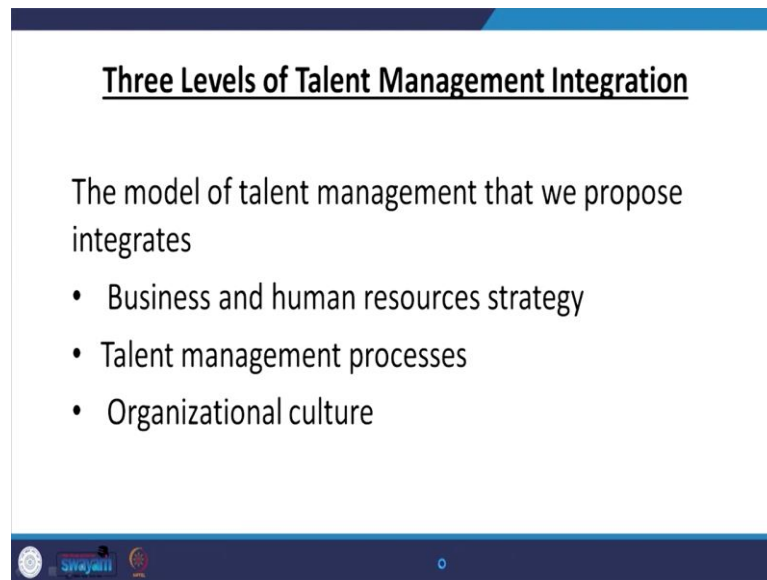 Three Levels of Talent Management Integration
The model of talent management that we propose
integrates
• Business and human resources strategy
• Talent management processes
• Organizational culture
swayam